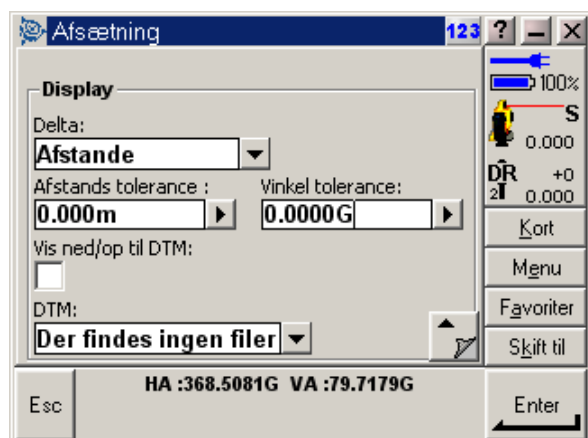 Afsætning 123 ?
Display
Delta:
Afstande
Afstands tolerance : Vinkel tolerance:
0.000m 0.0000G
Vis ned/op til DTM:
DTM:
Der findes ingen filer
100%
S
0.000
DR +0
2 0.000
Kort
Menu
Favoriter
Skift til
Esc
HA :368.5081G VA :79.7179G
Enter